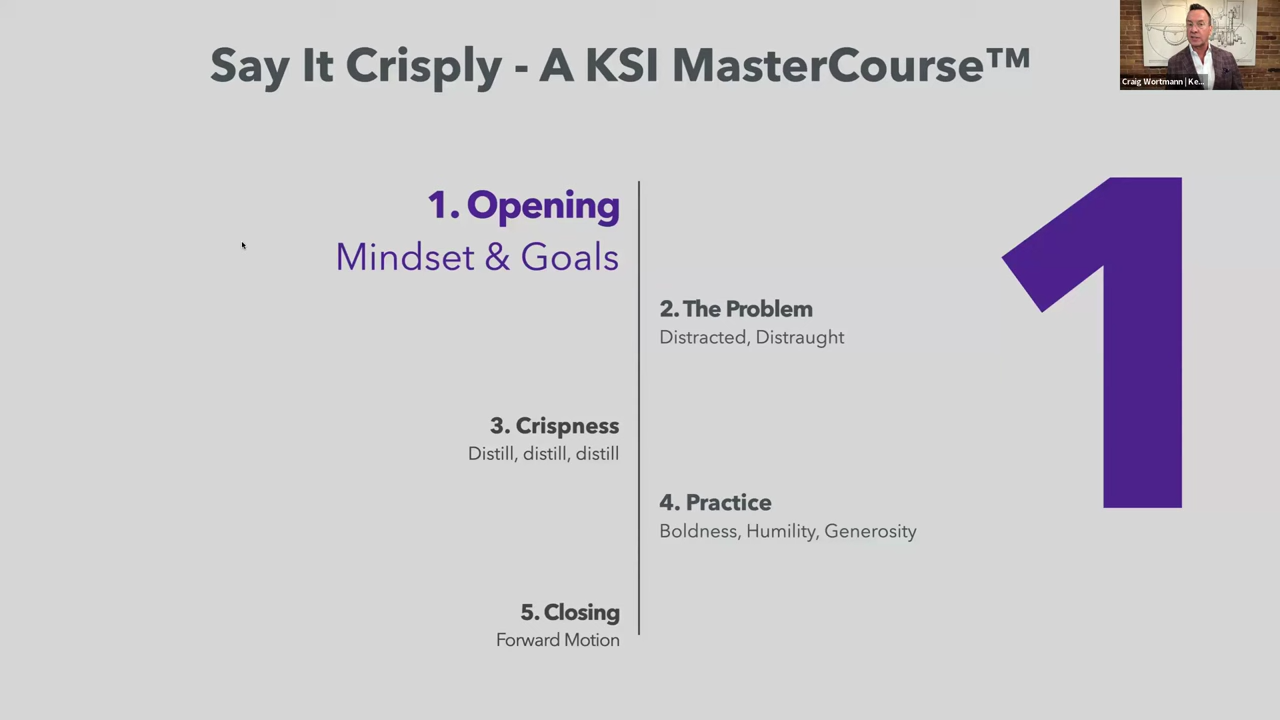 Say It Crisply - A KSI MasterCourse™
Craig Wortmann | Ke...
1. Opening
Mindset & Goals
1
2. The Problem
Distracted, Distraught
3. Crispness
Distill, distill, distill
4. Practice
Boldness, Humility, Generosity
5. Closing
Forward Motion